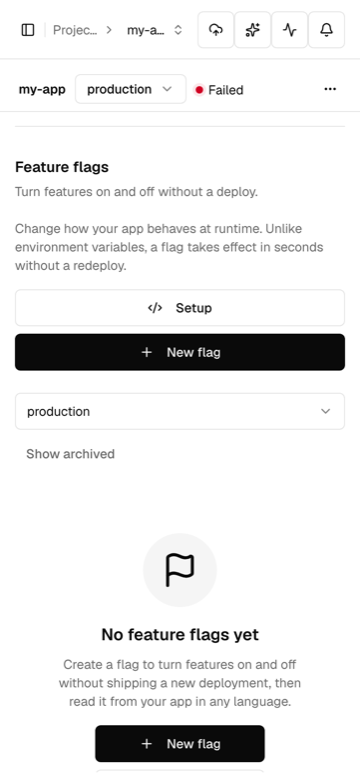 Projec...
my-a...
my-app
production
Failed
Feature flags
Turn features on and off without a deploy.
Change how your app behaves at runtime. Unlike
environment variables, a flag takes effect in seconds
without a redeploy.
Setup
New flag
production
Show archived
No feature flags yet
Create a flag to turn features on and off
without shipping a new deployment, then
read it from your app in any language.
New flag